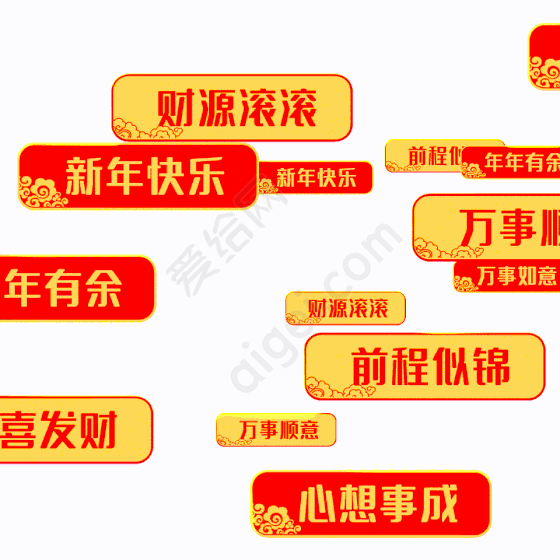 财源滚滚
新年快乐
新年快乐
前程似
年年有余
万事顺
万事如意
年有余
财源滚滚
前程似锦
喜发财
万事顺意
心想事成
爱给网
aigei.com